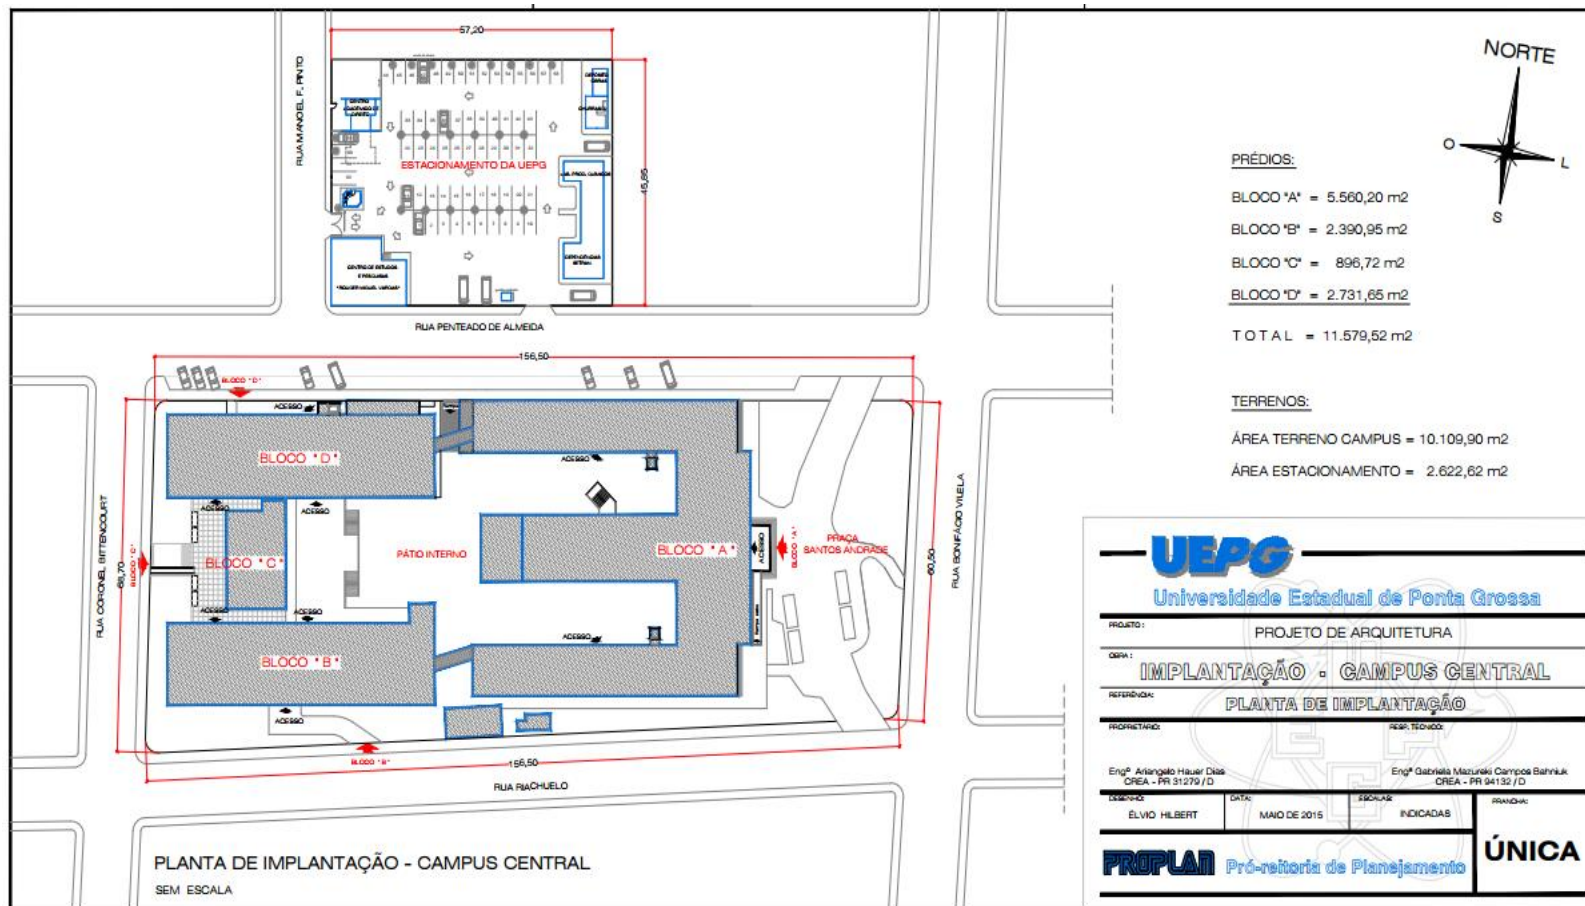 57,20
RUA MANOEL F. PINTO
ESTACIONAMENTO DA UEPG
45,85
CENTRO DE ESTUDOS
E PESQUISAS
RUA PENTEADO DE ALMEIDA
NORTE
O
L
S
PRÉDIOS:
BLOCO "A" = 5.560,20 m2
BLOCO "B" = 2.390,95 m2
BLOCO "C" = 896,72 m2
BLOCO "D" = 2.731,65 m2
T O T A L = 11.579,52 m2
TERRENOS:
ÁREA TERRENO CAMPUS = 10.109,90 m2
ÁREA ESTACIONAMENTO = 2.622,62 m2
156,50
BLOCO "D"
ACESSO
BLOCO "D"
ACESSO
ACESSO
ACESSO
RUA CORONEL BITTENCOURT
68,70
BLOCO "C"
BLOCO "C"
PÁTIO INTERNO
BLOCO "A"
ACESSO
BLOCO "A"
PRAÇA
SANTOS ANDRADE
60,50
RUA BONIFÁCIO VILELA
ACESSO
ACESSO
ACESSO
BLOCO "B"
ACESSO
BLOCO "B"
156,50
RUA RIACHUELO
PLANTA DE IMPLANTAÇÃO - CAMPUS CENTRAL
SEM ESCALA
UEPG
Universidade Estadual de Ponta Grossa
PROJETO:
PROJETO DE ARQUITETURA
OBRA:
IMPLANTAÇÃO - CAMPUS CENTRAL
REFERÊNCIA:
PLANTA DE IMPLANTAÇÃO
PROPRIETÁRIO:
RESP. TÉCNICO:
Engº Ariangelo Hauer Dias
CREA - PR 31279 / D
Engª Gabriela Mazureki Campos Bahniuk
CREA - PR 94132 / D
DESENHO:
ÉLVIO HILBERT
DATA:
MAIO DE 2015
ESCALAS:
INDICADAS
PRANCHA:
ÚNICA
PROPLAN
Pró-reitoria de Planejamento